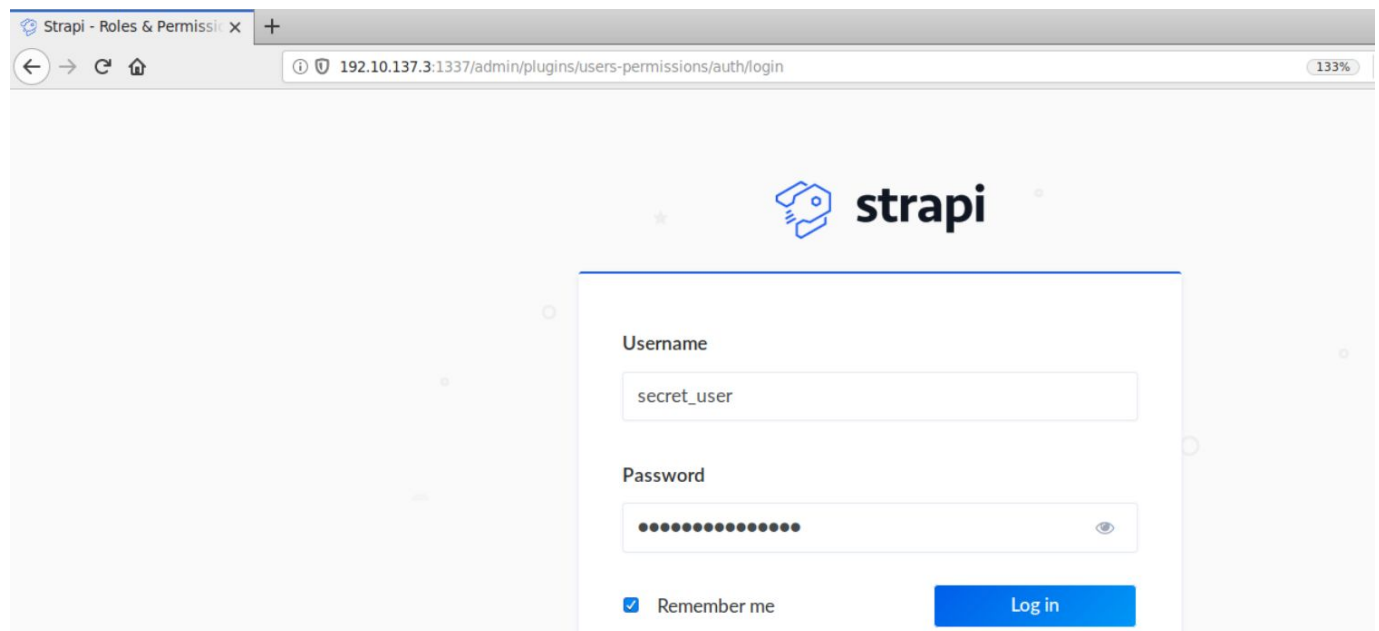 Strapi - Roles & Permissio
192.10.137.3:1337/admin/plugins/users-permissions/auth/login
133%
strapi
Username
secret_user
Password
●●●●●●●●●●●●●●●
Remember me
Log in